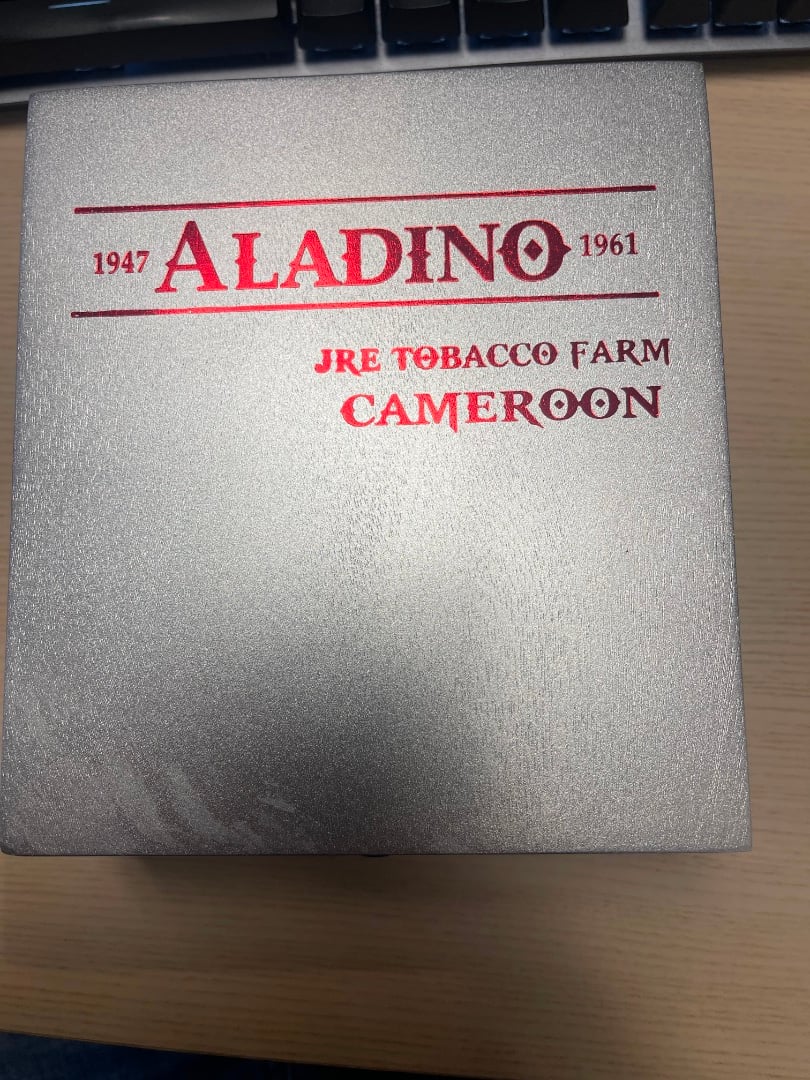 1947 ALADINO 1961
JRE TOBACCO FARM
CAMEROON